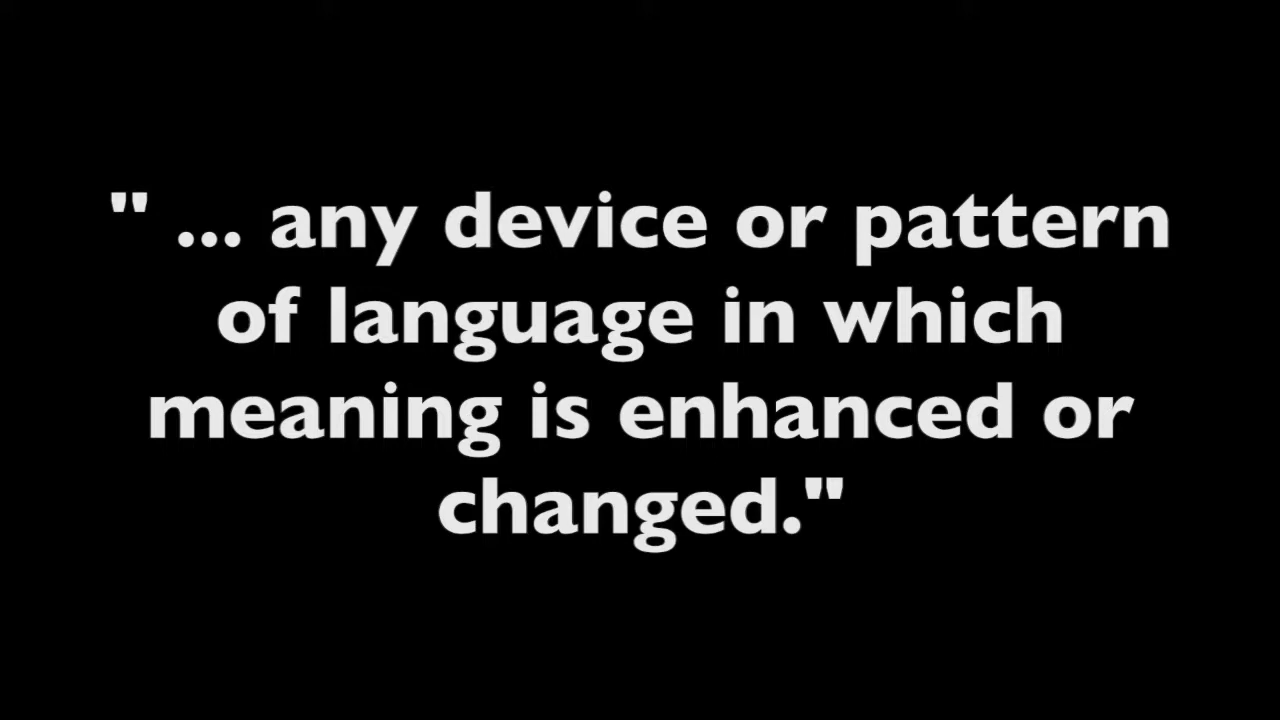 " ... any device or pattern
of language in which
meaning is enhanced or
changed."